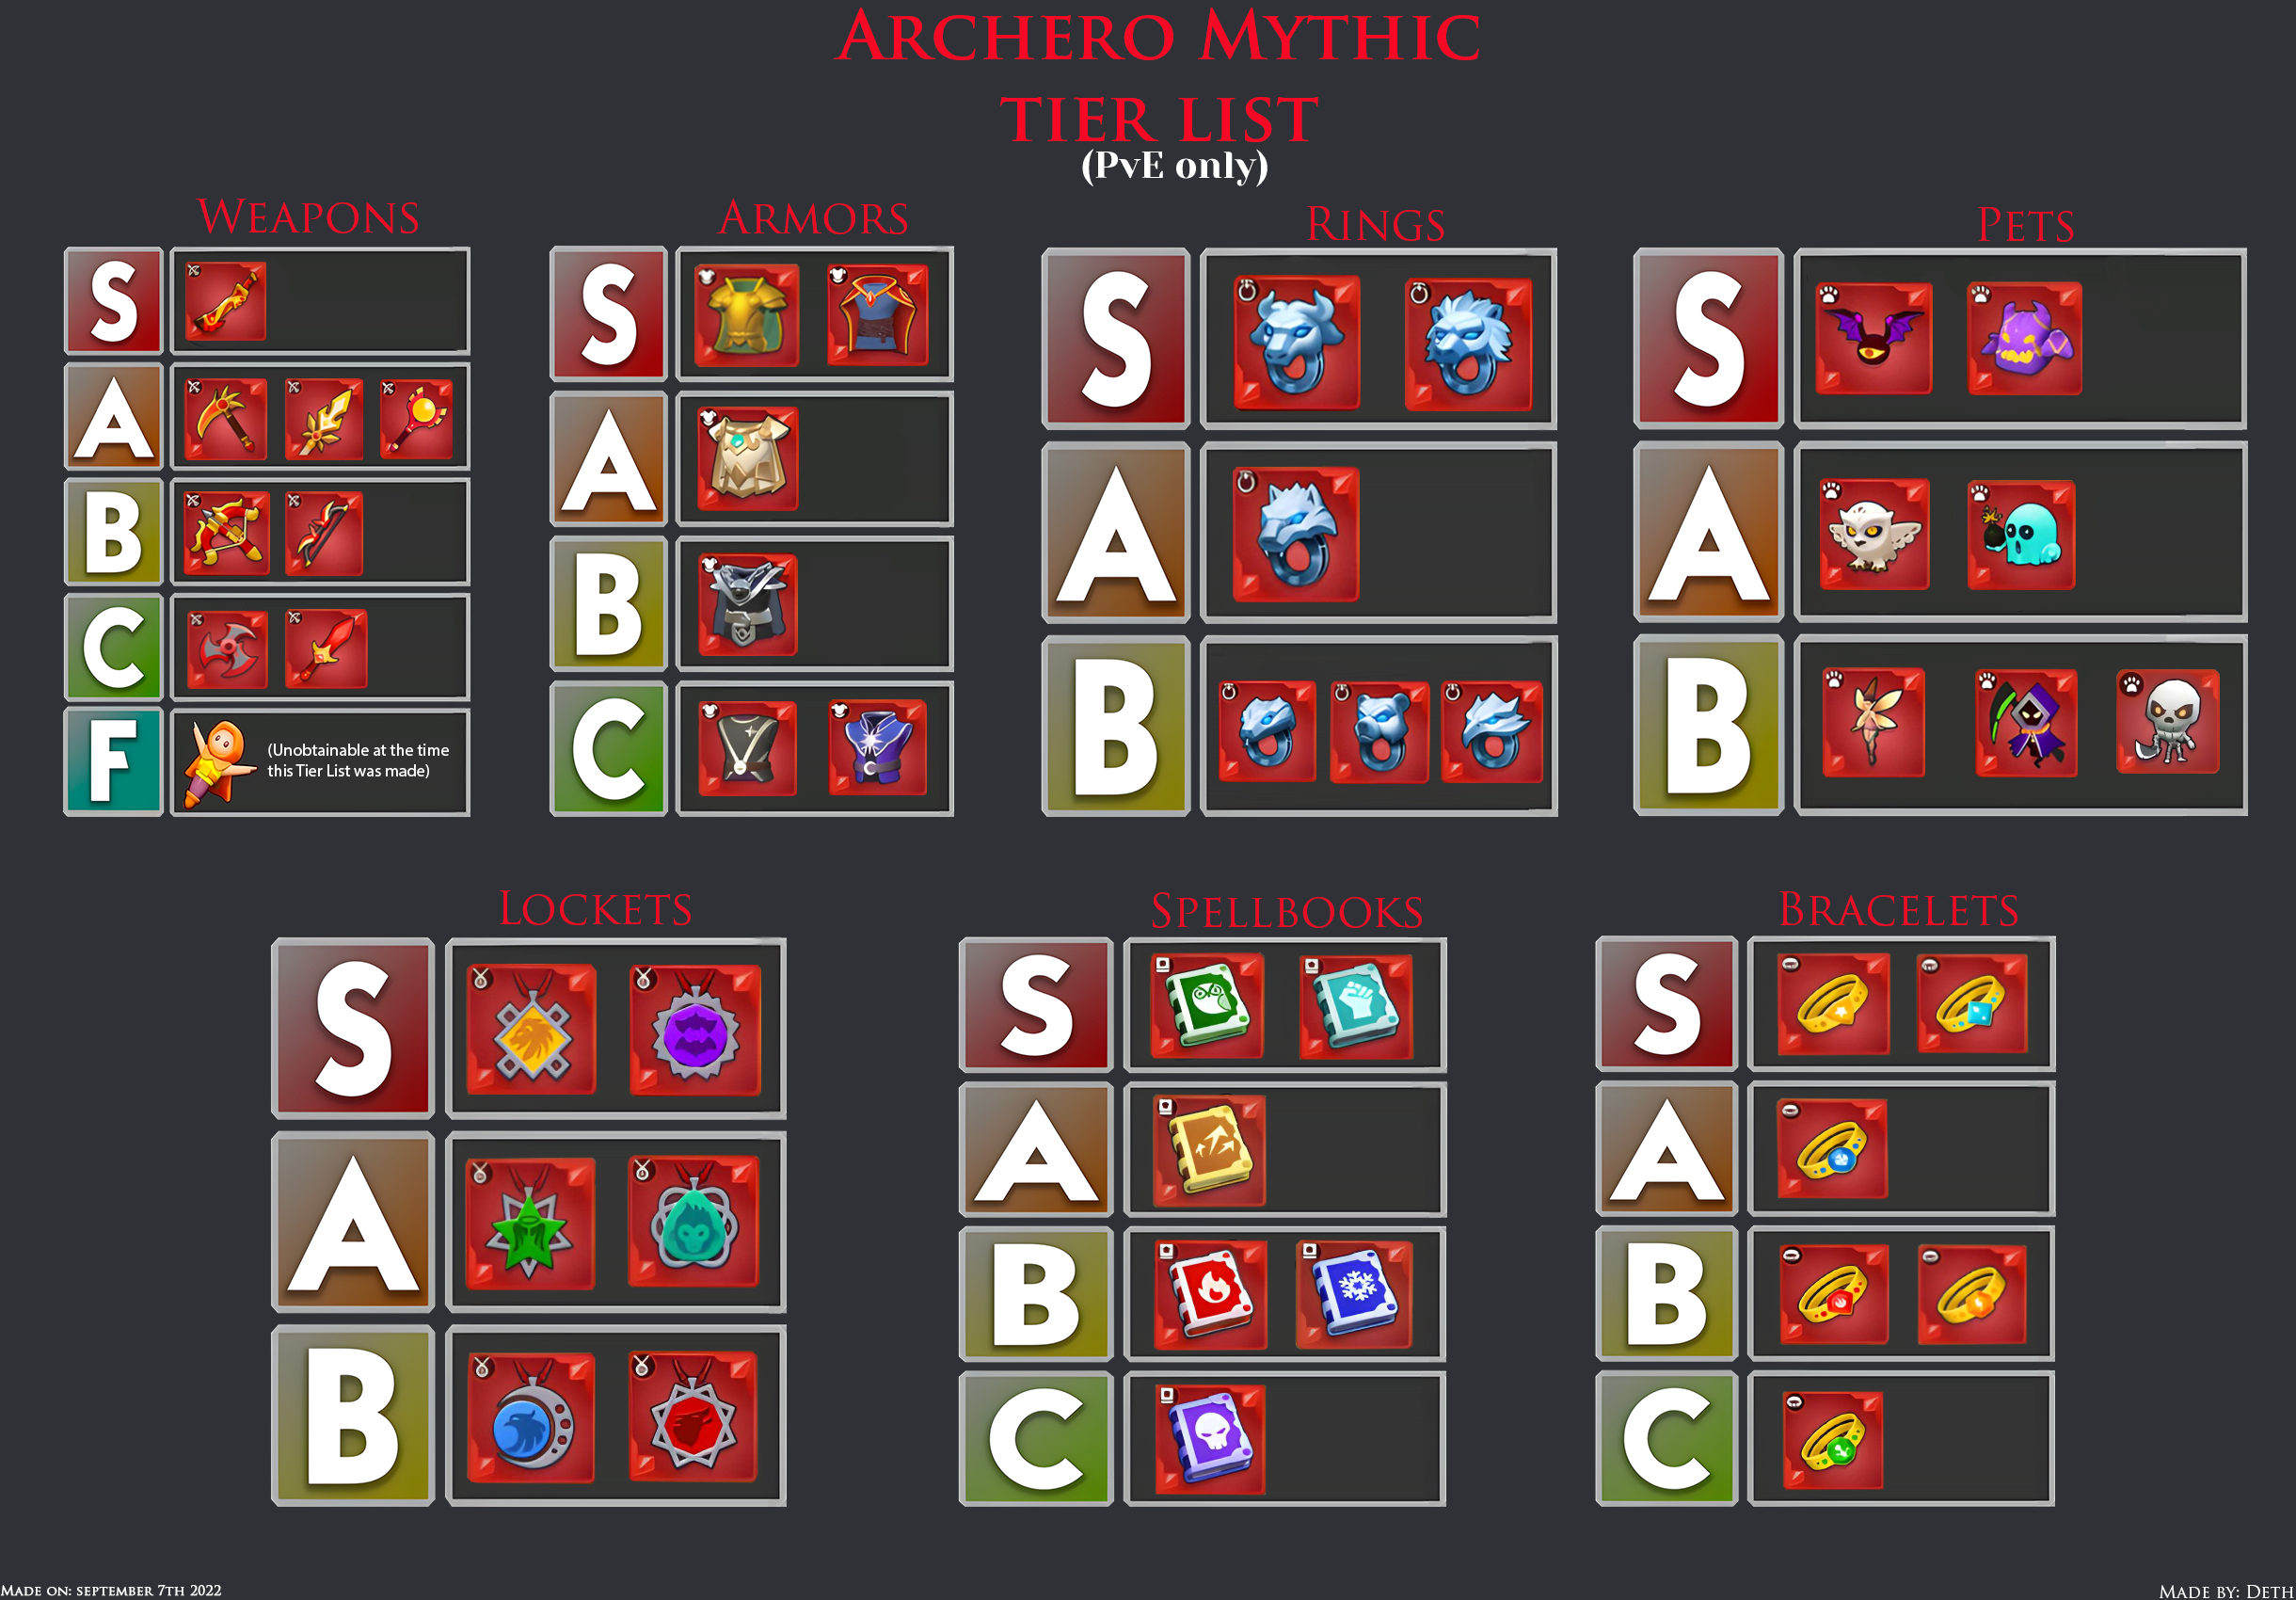 Archero Mythic
tier list
(PvE only)
Weapons
S
A
B
C
F
(Unobtainable at the time
this Tier List was made)
Armors
S
A
B
C
Rings
S
A
B
Pets
S
A
B
Lockets
S
A
B
Spellbooks
S
A
B
C
Bracelets
S
A
B
C
Made on: september 7th 2022
Made by: Deth